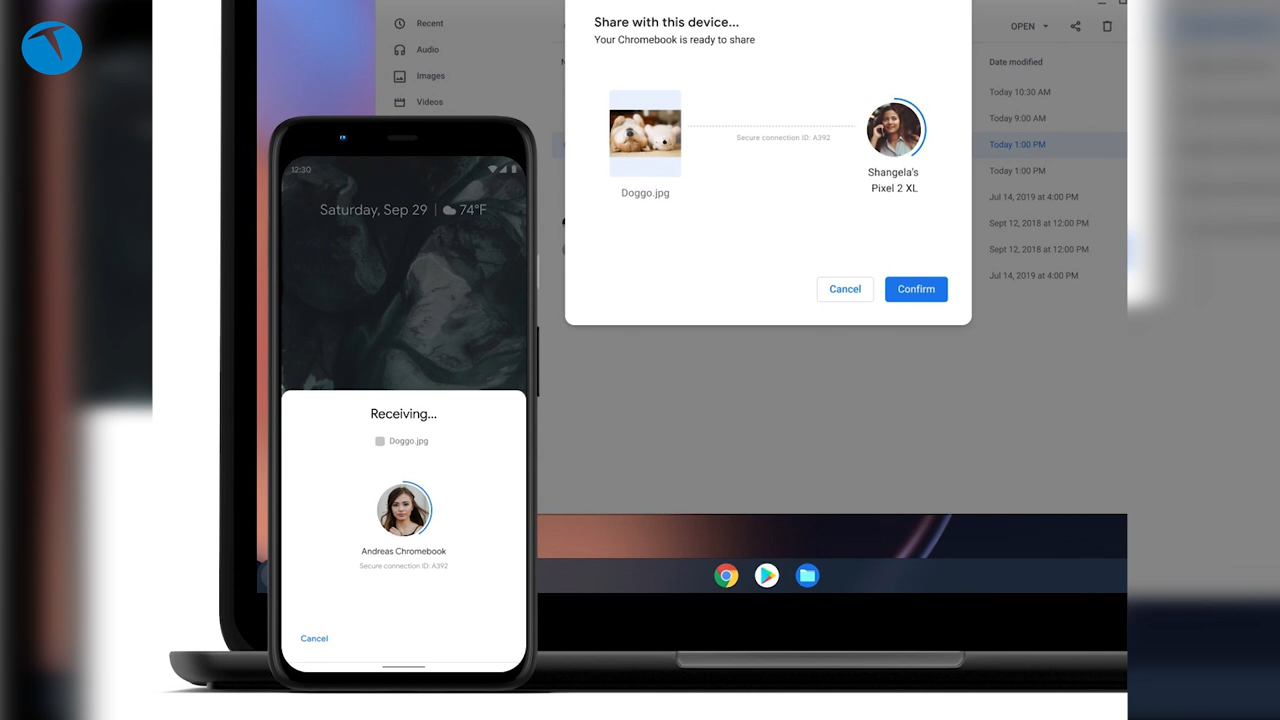 Recent
Audio
Images
Videos
Share with this device...
Your Chromebook is ready to share
Secure connection ID: A392
Doggo.jpg
Shangela's
Pixel 2 XL
Cancel
Confirm
OPEN
Date modified
Today 10:30 AM
Today 9:00 AM
Today 1:00 PM
Today 1:00 PM
Jul 14, 2019 at 4:00 PM
Sept 12, 2018 at 12:00 PM
Sept 12, 2018 at 12:00 PM
Jul 14, 2019 at 4:00 PM
12:30
Saturday, Sep 29 | 74°F
Receiving...
Doggo.jpg
Andreas Chromebook
Secure connection ID: A392
Cancel